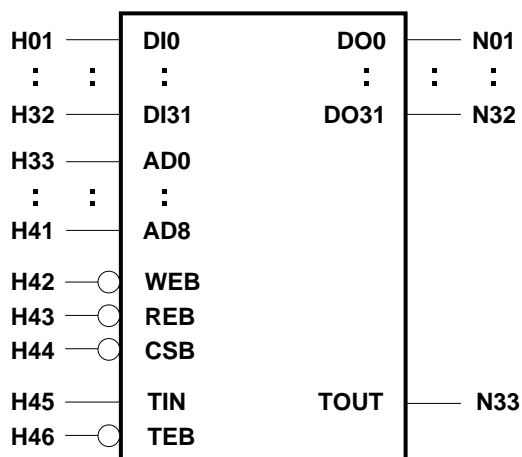 H01 DI0 DO0 N01
: : : : : :
H32 DI31 DO31 N32
H33 AD0
: : :
H41 AD8
H42 WEB
H43 REB
H44 CSB
H45 TIN TOUT N33
H46 TEB